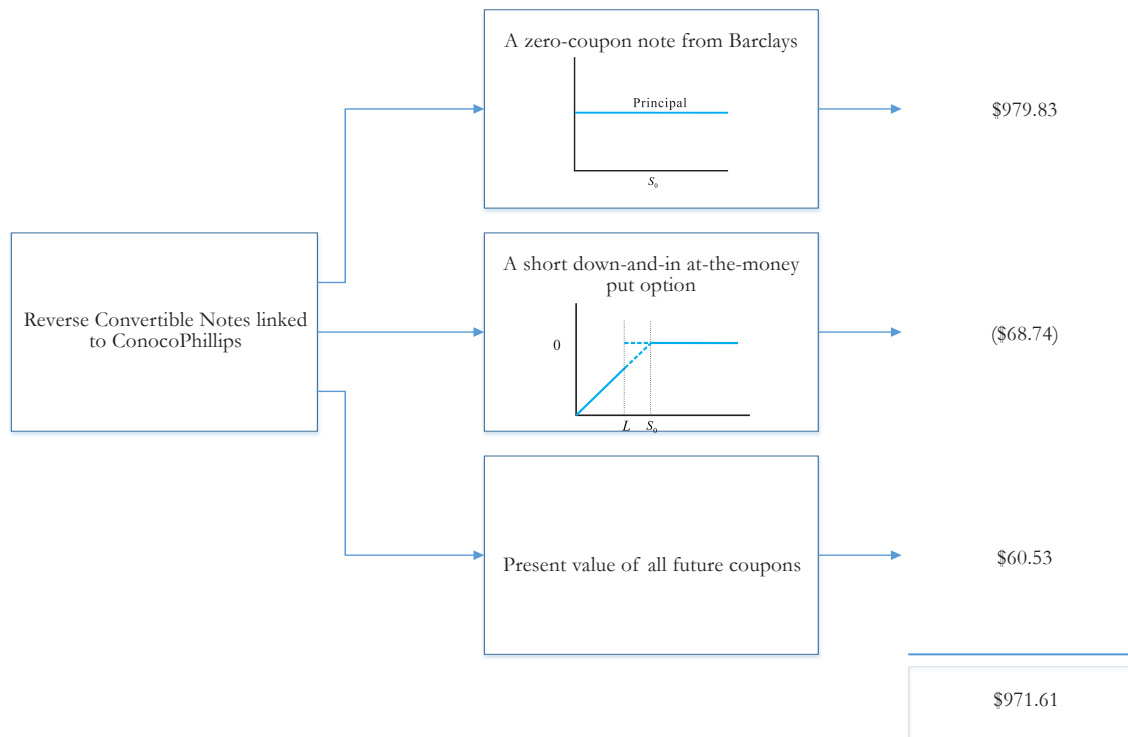 A zero-coupon note from Barclays
Principal
S₀
$979.83
Reverse Convertible Notes linked
to ConocoPhillips
A short down-and-in at-the-money
put option
0
L S₀
($68.74)
Present value of all future coupons
$60.53
$971.61